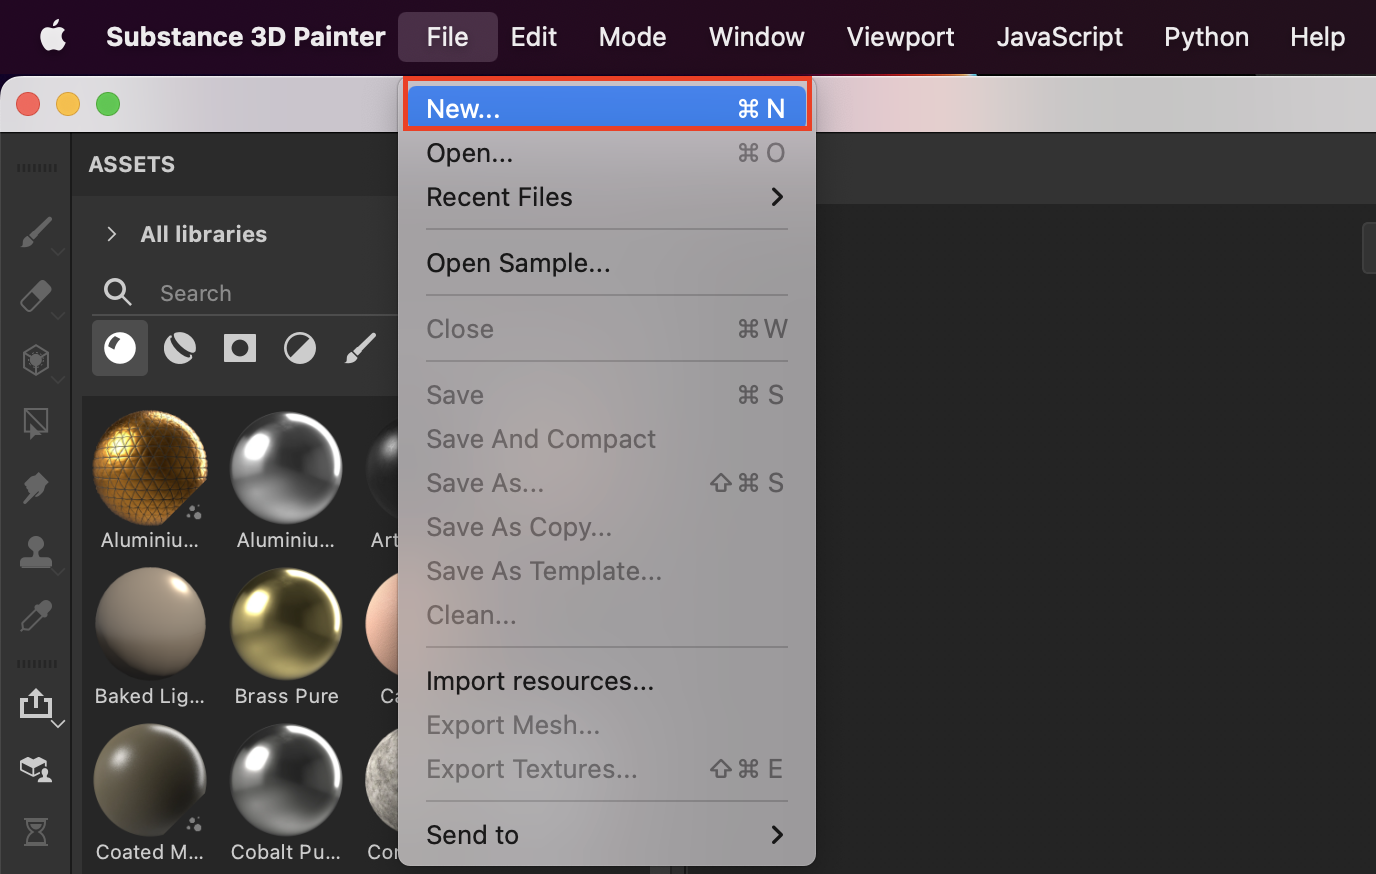 Substance 3D Painter File Edit Mode Window Viewport JavaScript Python Help
New... ⌘ N
Open... ⌘ O
Recent Files
Open Sample...
Close ⌘ W
Save ⌘ S
Save And Compact
Save As... ⇧ ⌘ S
Save As Copy...
Save As Template...
Clean...
Import resources...
Export Mesh...
Export Textures... ⇧ ⌘ E
Send to
ASSETS
All libraries
Search
Aluminiu... Aluminiu... Art
Baked Lig... Brass Pure Ca
Coated M... Cobalt Pu... Con